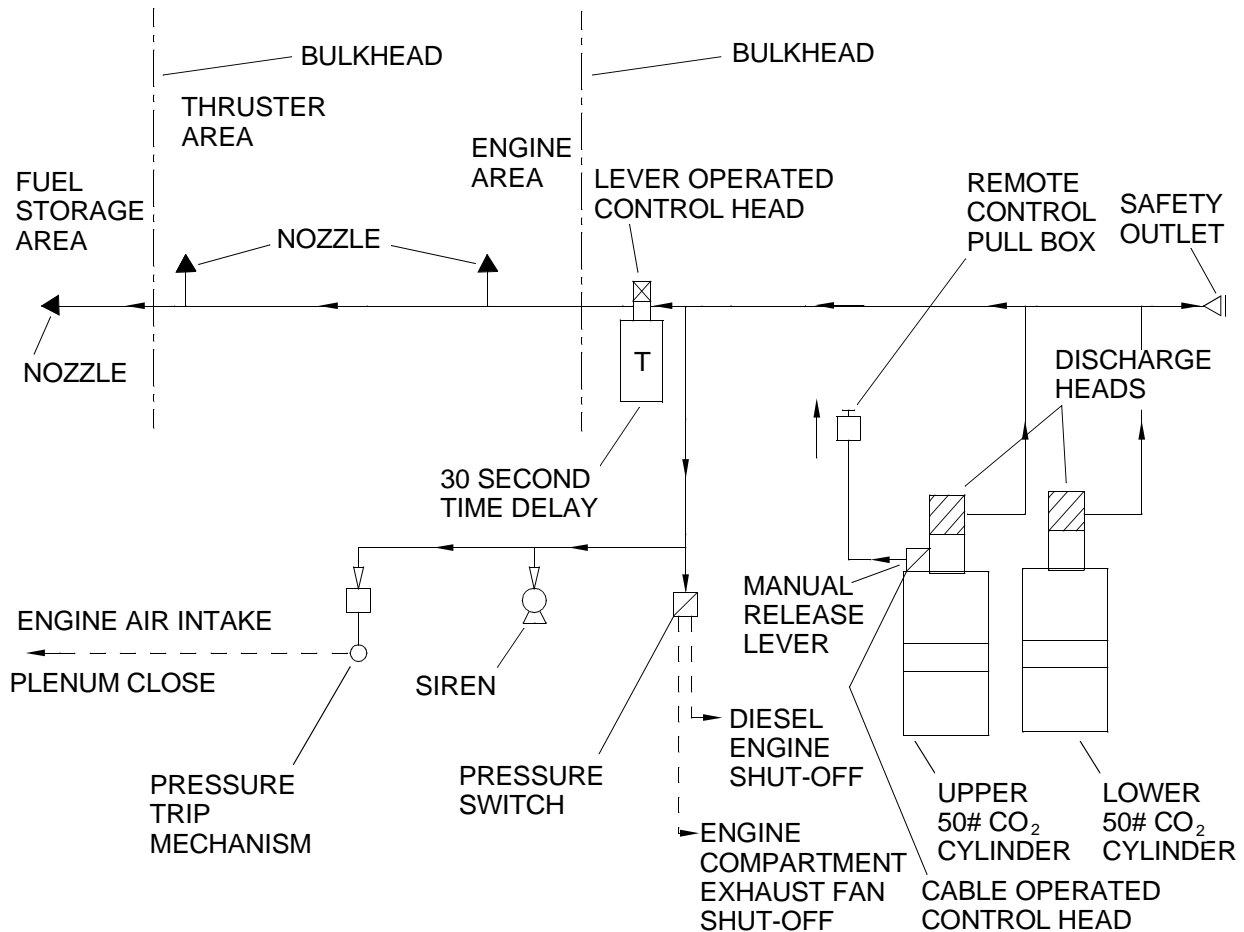 BULKHEAD
BULKHEAD
THRUSTER
AREA
ENGINE
AREA
FUEL
STORAGE
AREA
LEVER OPERATED
CONTROL HEAD
REMOTE
CONTROL
PULL BOX
SAFETY
OUTLET
NOZZLE
NOZZLE
T
DISCHARGE
HEADS
30 SECOND
TIME DELAY
MANUAL
RELEASE
LEVER
ENGINE AIR INTAKE
PLENUM CLOSE
SIREN
PRESSURE
TRIP
MECHANISM
PRESSURE
SWITCH
DIESEL
ENGINE
SHUT-OFF
ENGINE
COMPARTMENT
EXHAUST FAN
SHUT-OFF
UPPER
50# CO₂
CYLINDER
LOWER
50# CO₂
CYLINDER
CABLE OPERATED
CONTROL HEAD